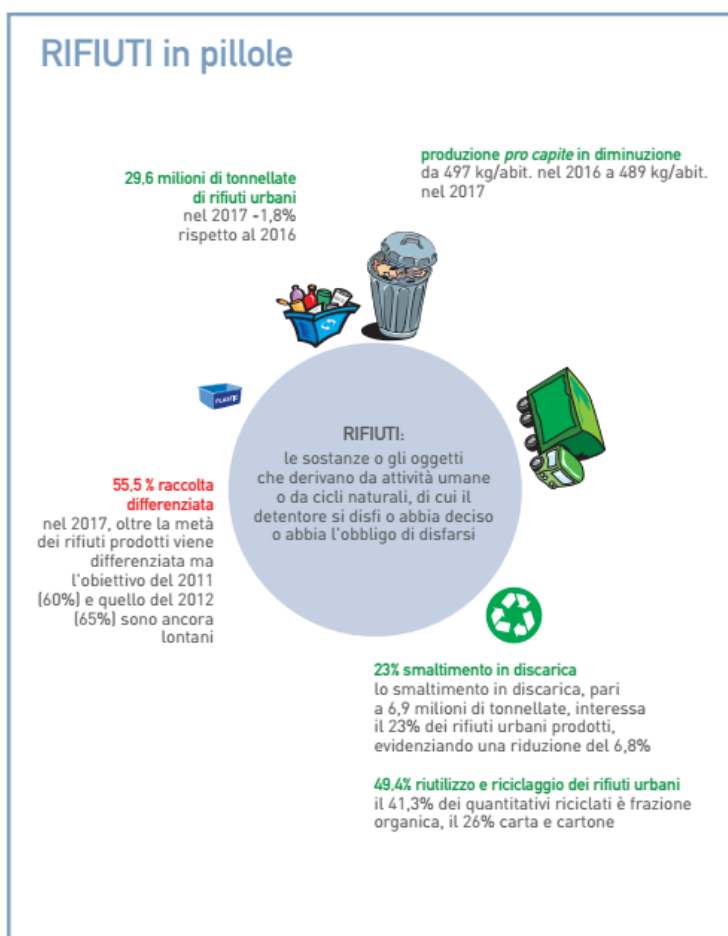 RIFIUTI in pillole
29,6 milioni di tonnellate
di rifiuti urbani
nel 2017 -1,8%
rispetto al 2016
produzione pro capite in diminuzione
da 497 kg/abit. nel 2016 a 489 kg/abit.
nel 2017
RIFIUTI:
le sostanze o gli oggetti
che derivano da attività umane
o da cicli naturali, di cui il
detentore si disfi o abbia deciso
o abbia l'obbligo di disfarsi
55,5 % raccolta
differenziata
nel 2017, oltre la metà
dei rifiuti prodotti viene
differenziata ma
l'obiettivo del 2011
(60%) e quello del 2012
(65%) sono ancora
lontani
23% smaltimento in discarica
lo smaltimento in discarica, pari
a 6,9 milioni di tonnellate, interessa
il 23% dei rifiuti urbani prodotti,
evidenziando una riduzione del 6,8%
49,4% riutilizzo e riciclaggio dei rifiuti urbani
il 41,3% dei quantitativi riciclati è frazione
organica, il 26% carta e cartone